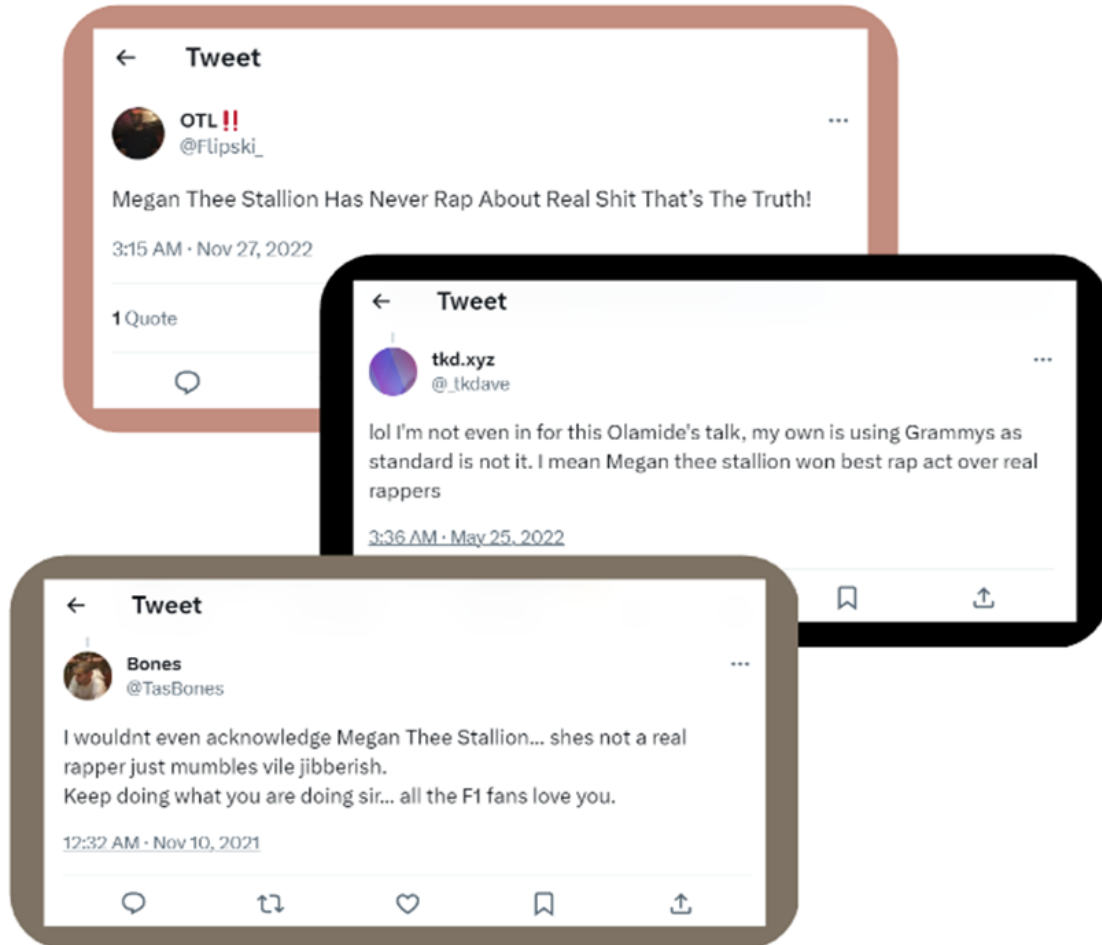 Tweet
OTL‼
@Flipski_
Megan Thee Stallion Has Never Rap About Real Shit That's The Truth!
3:15 AM · Nov 27, 2022
1 Quote
Tweet
tkd.xyz
@_tkdave
lol I'm not even in for this Olamide's talk, my own is using Grammys as
standard is not it. I mean Megan thee stallion won best rap act over real
rappers
3:36 AM · May 25, 2022
Tweet
Bones
@TasBones
I wouldnt even acknowledge Megan Thee Stallion... shes not a real
rapper just mumbles vile jibberish.
Keep doing what you are doing sir... all the F1 fans love you.
12:32 AM · Nov 10, 2021